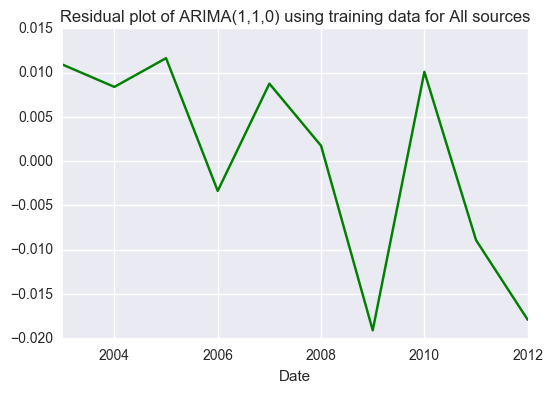 Residual plot of ARIMA(1,1,0) using training data for All sources
0.015
0.010
0.005
0.000
−0.005
−0.010
−0.015
−0.020
2004 2006 2008 2010 2012
Date